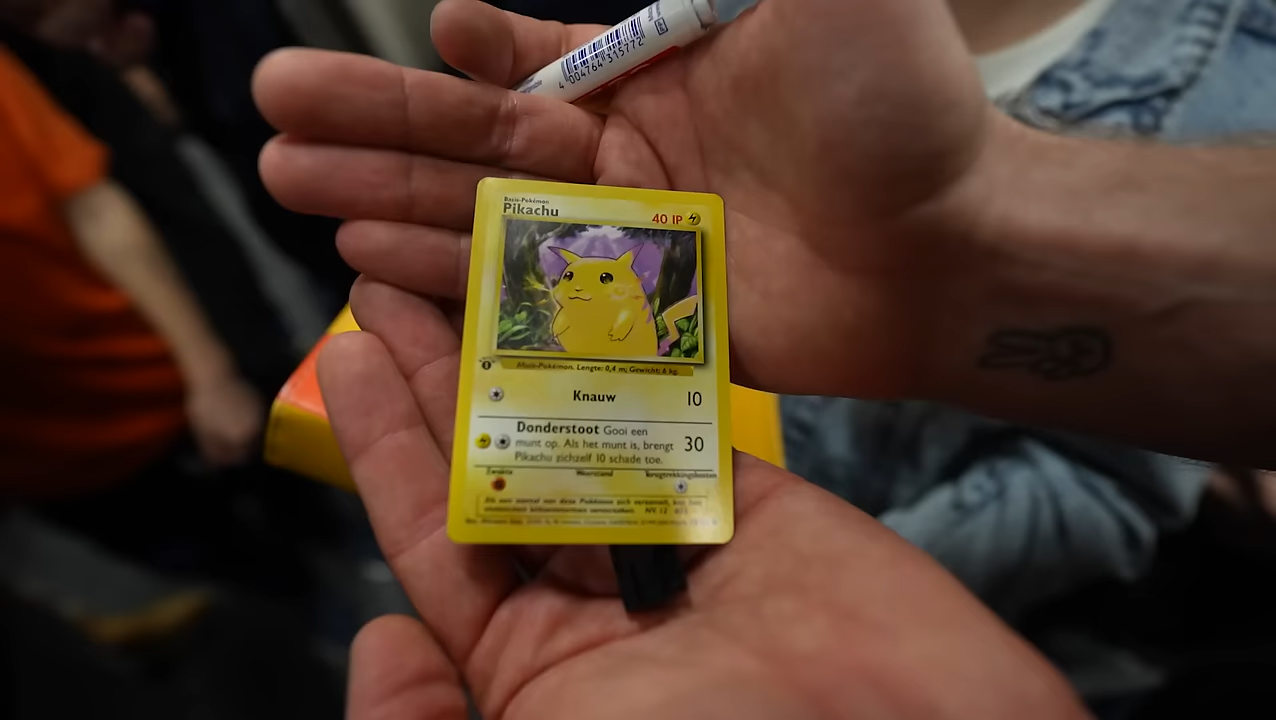 4 004764 315772
Basis-Pokémon
Pikachu
40 IP
Muis-Pokémon. Lengte: 0,4 m; Gewicht: 6 kg.
Knauw 10
Donderstoot Gooi een
munt op. Als het munt is, brengt 30
Pikachu zichzelf 10 schade toe.
Zwakte Weerstand Terugtrekkingskosten